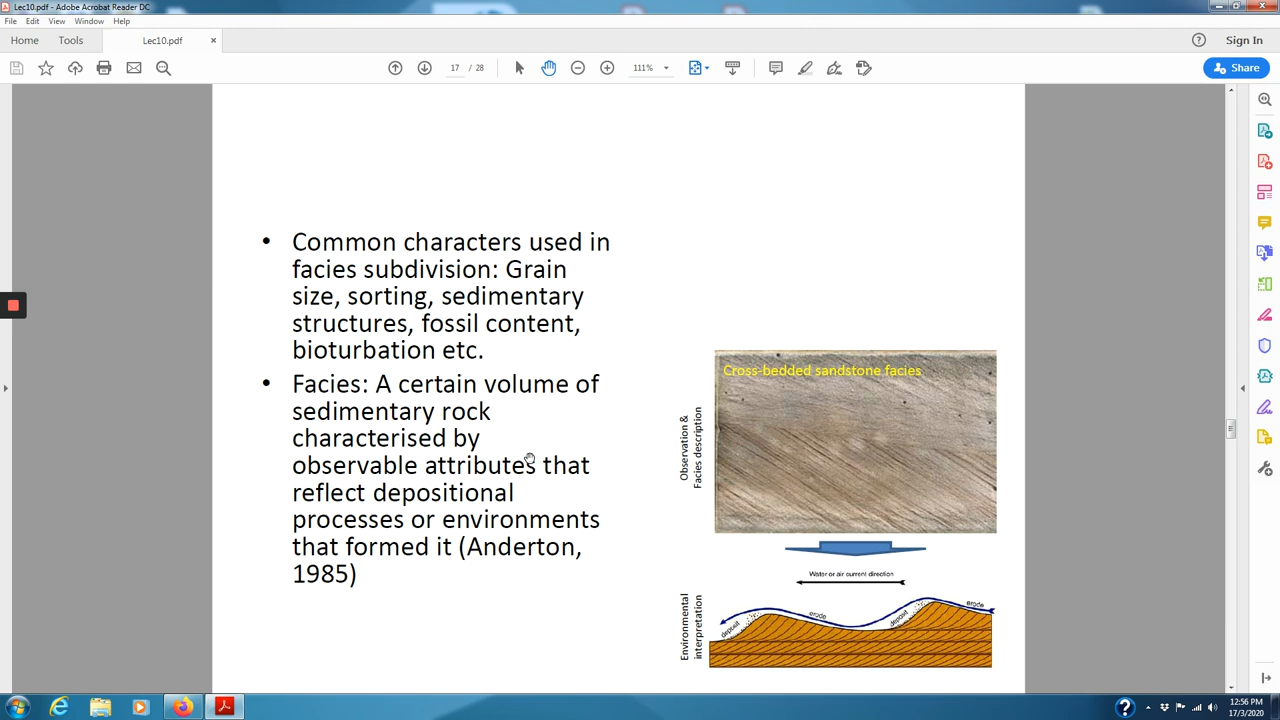 Lec10.pdf - Adobe Acrobat Reader DC
File Edit View Window Help
Home Tools Lec10.pdf × Sign In
17 / 28 111% Share
• Common characters used in
facies subdivision: Grain
size, sorting, sedimentary
structures, fossil content,
bioturbation etc.
• Facies: A certain volume of
sedimentary rock
characterised by
observable attributes that
reflect depositional
processes or environments
that formed it (Anderton,
1985)
Observation &
Facies description
Cross-bedded sandstone facies
Environmental
interpretation
Water or air current direction
deposit
erode
deposit
erode
12:56 PM
17/3/2020